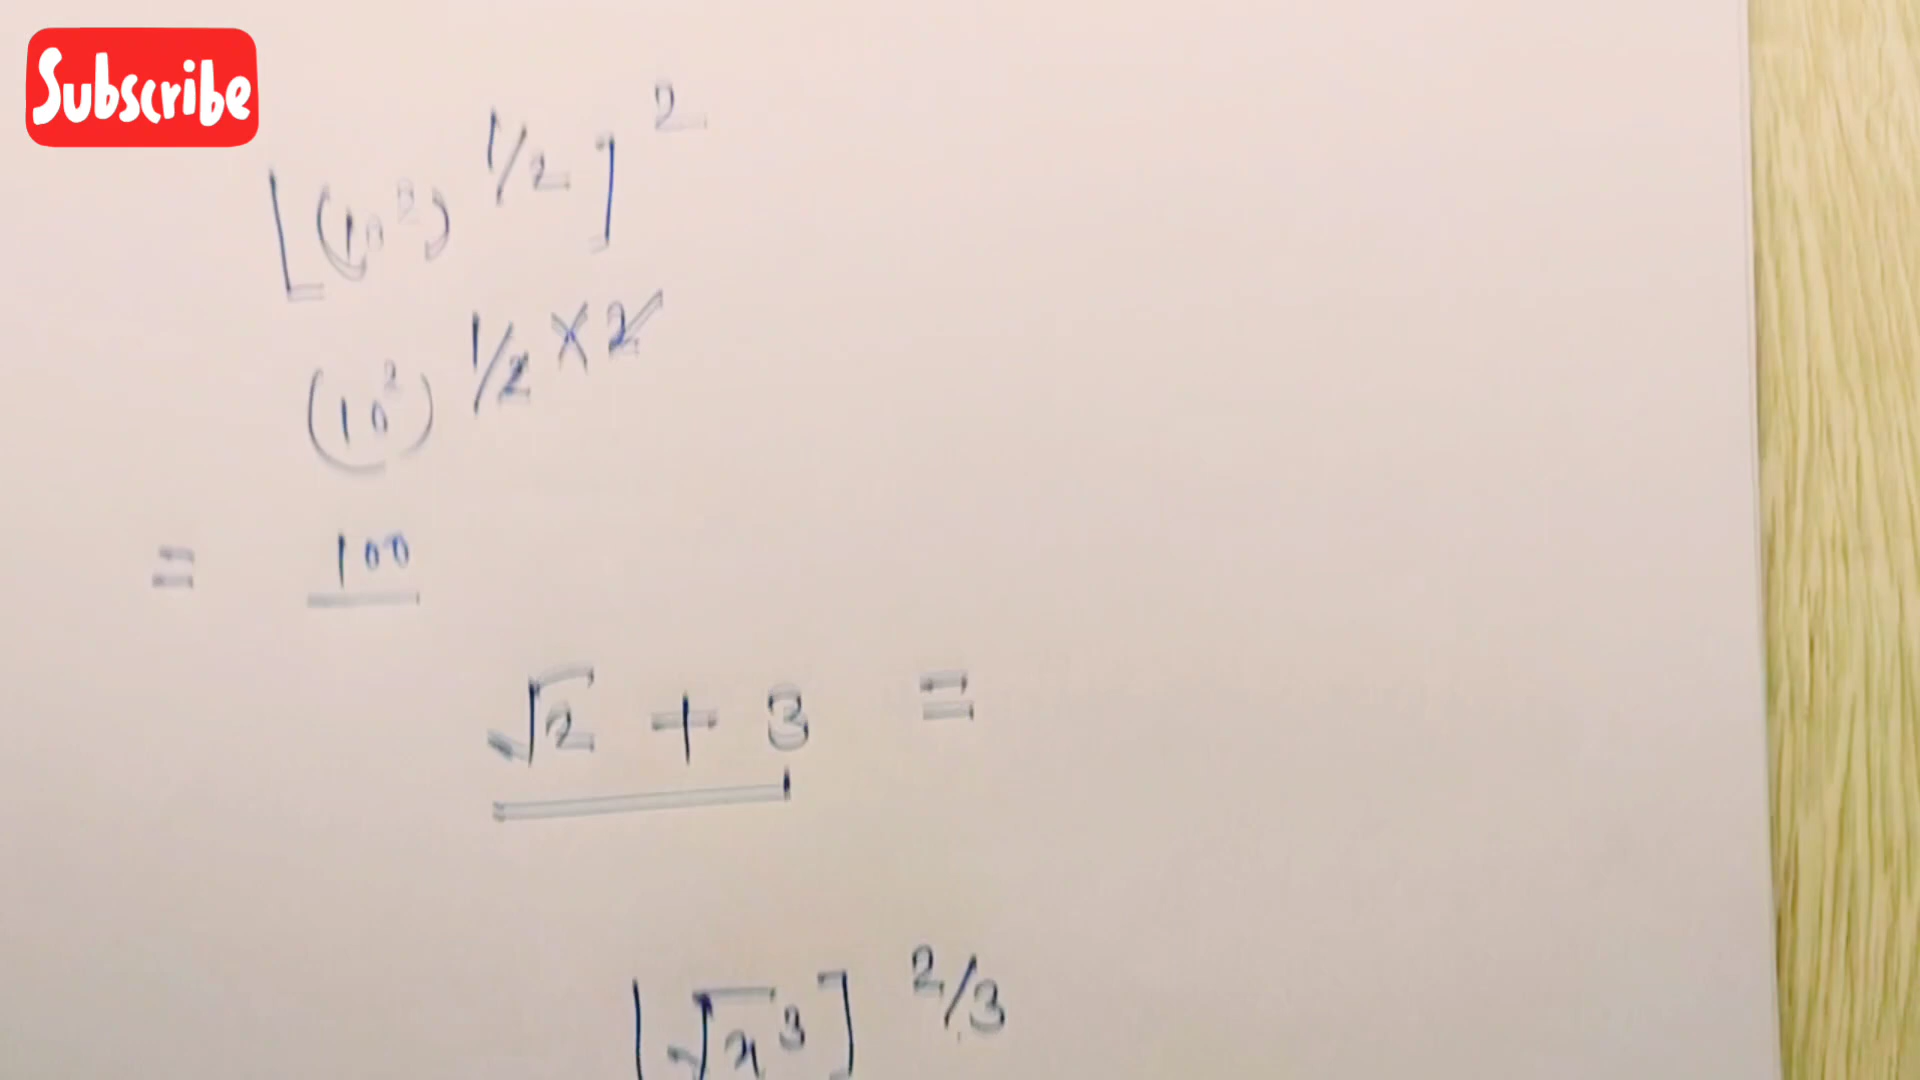 Subscribe
[(10²)^1/2]²
(10²)^1/2 × 2
= 100
√2 + 3 =
[√x³]^2/3